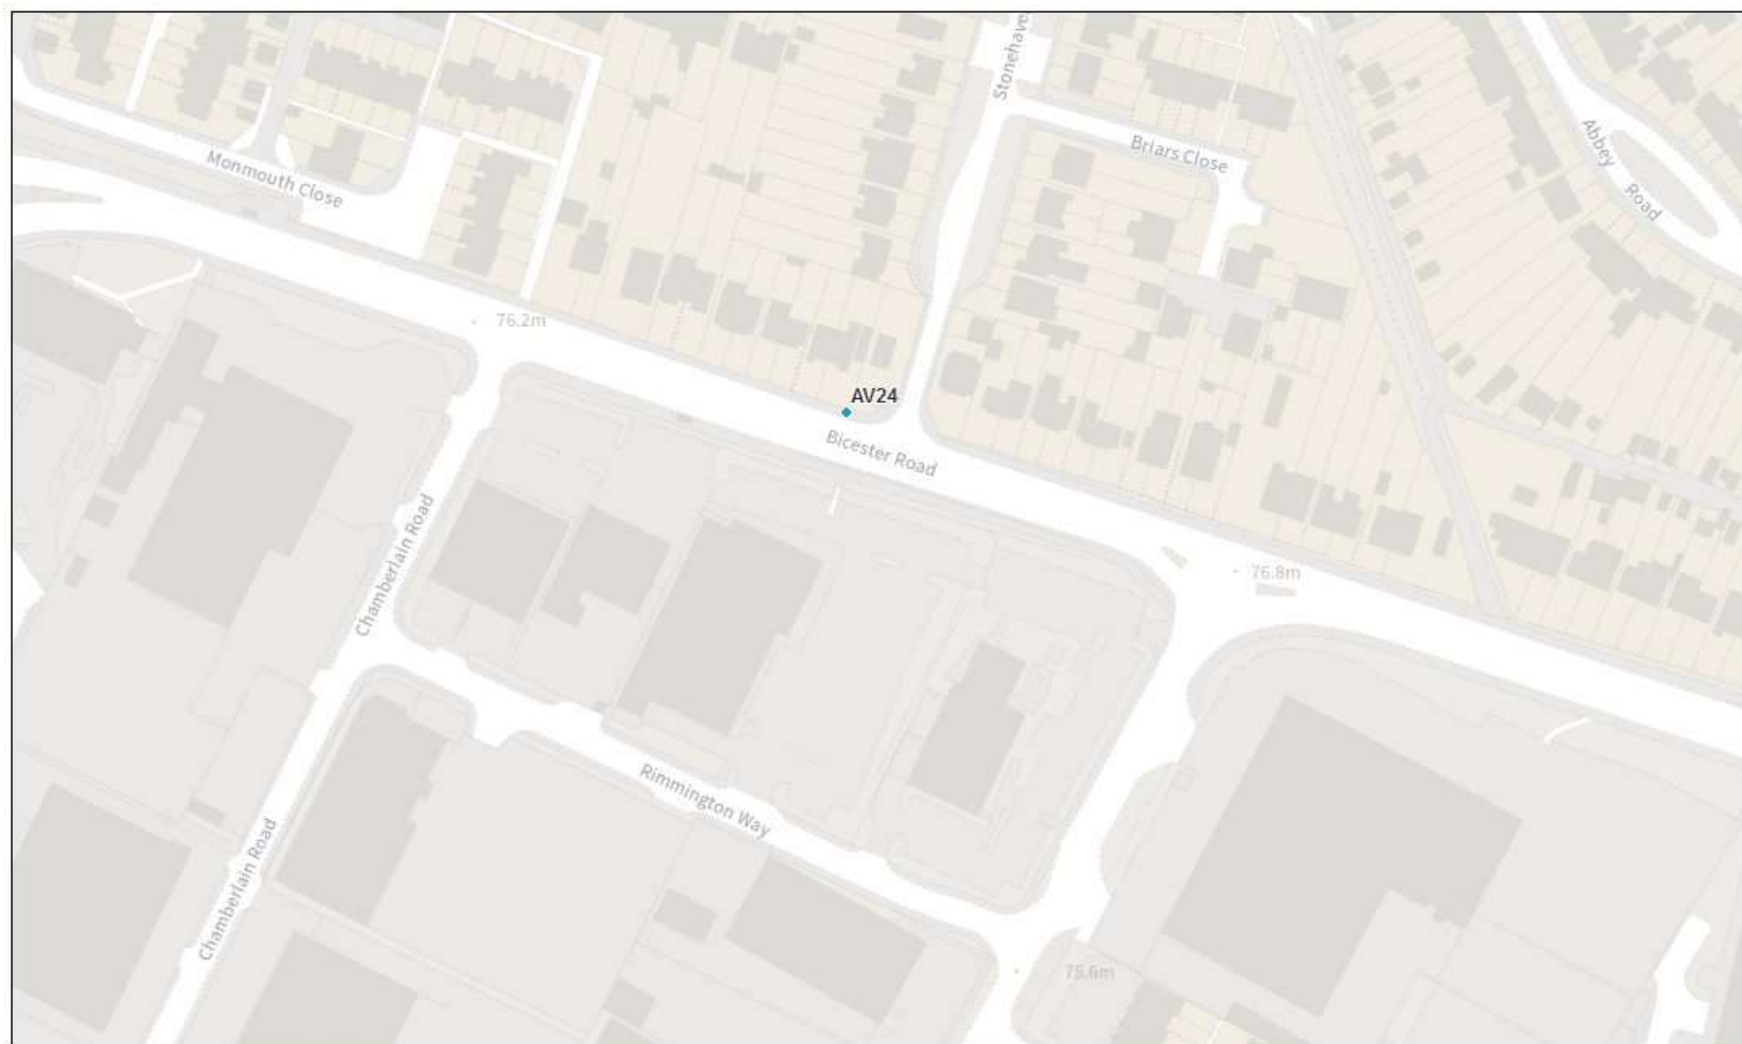 Stonehave
Monmouth Close
Briars Close
Abbey
Road
76.2m
AV24
Bicester Road
Chamberlain Road
76.8m
Rimmington Way
Chamberlain Road
75.6m